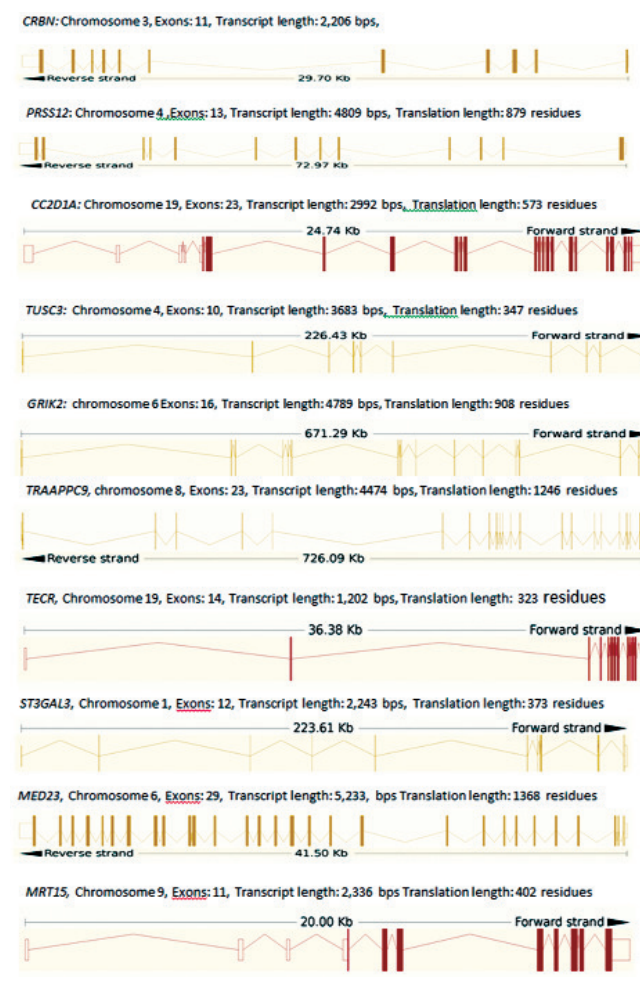 CRBN: Chromosome 3, Exons: 11, Transcript length: 2,206 bps,
Reverse strand 29.70 Kb
PRSS12: Chromosome 4 ,Exons: 13, Transcript length: 4809 bps, Translation length: 879 residues
Reverse strand 72.97 Kb
CC2D1A: Chromosome 19, Exons: 23, Transcript length: 2992 bps, Translation length: 573 residues
24.74 Kb Forward strand
TUSC3: Chromosome 4, Exons: 10, Transcript length: 3683 bps, Translation length: 347 residues
226.43 Kb Forward strand
GRIK2: chromosome 6 Exons: 16, Transcript length: 4789 bps, Translation length: 908 residues
671.29 Kb Forward strand
TRAAPPC9, chromosome 8, Exons: 23, Transcript length: 4474 bps, Translation length: 1246 residues
Reverse strand 726.09 Kb
TECR, Chromosome 19, Exons: 14, Transcript length: 1,202 bps, Translation length: 323 residues
36.38 Kb Forward strand
ST3GAL3, Chromosome 1, Exons: 12, Transcript length: 2,243 bps, Translation length: 373 residues
223.61 Kb Forward strand
MED23, Chromosome 6, Exons: 29, Transcript length: 5,233, bps Translation length: 1368 residues
Reverse strand 41.50 Kb
MRT15, Chromosome 9, Exons: 11, Transcript length: 2,336 bps Translation length: 402 residues
20.00 Kb Forward strand